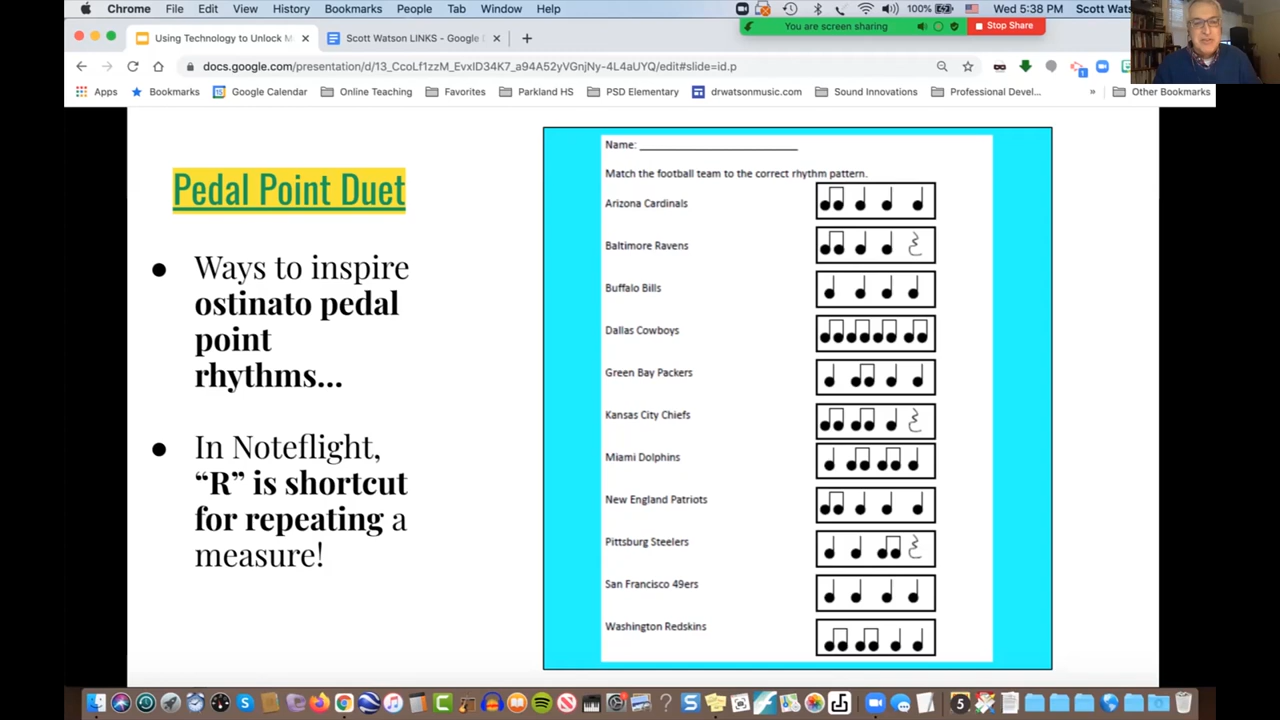 Chrome File Edit View History Bookmarks People Tab Window Help 100% Wed 5:38 PM Scott Wats
You are screen sharing Stop Share
Using Technology to Unlock M × Scott Watson LINKS - Google × +
docs.google.com/presentation/d/13_CcoLf1zzM_EvxID34K7_a94A52yVGnjNy-4L4aUYQ/edit#slide=id.p
Apps Bookmarks Google Calendar Online Teaching Favorites Parkland HS PSD Elementary drwatsonmusic.com Sound Innovations Professional Devel... » Other Bookmarks
Pedal Point Duet
● Ways to inspire
ostinato pedal
point
rhythms...
● In Noteflight,
“R” is shortcut
for repeating a
measure!
Name: ___________________________
Match the football team to the correct rhythm pattern.
Arizona Cardinals
Baltimore Ravens
Buffalo Bills
Dallas Cowboys
Green Bay Packers
Kansas City Chiefs
Miami Dolphins
New England Patriots
Pittsburg Steelers
San Francisco 49ers
Washington Redskins